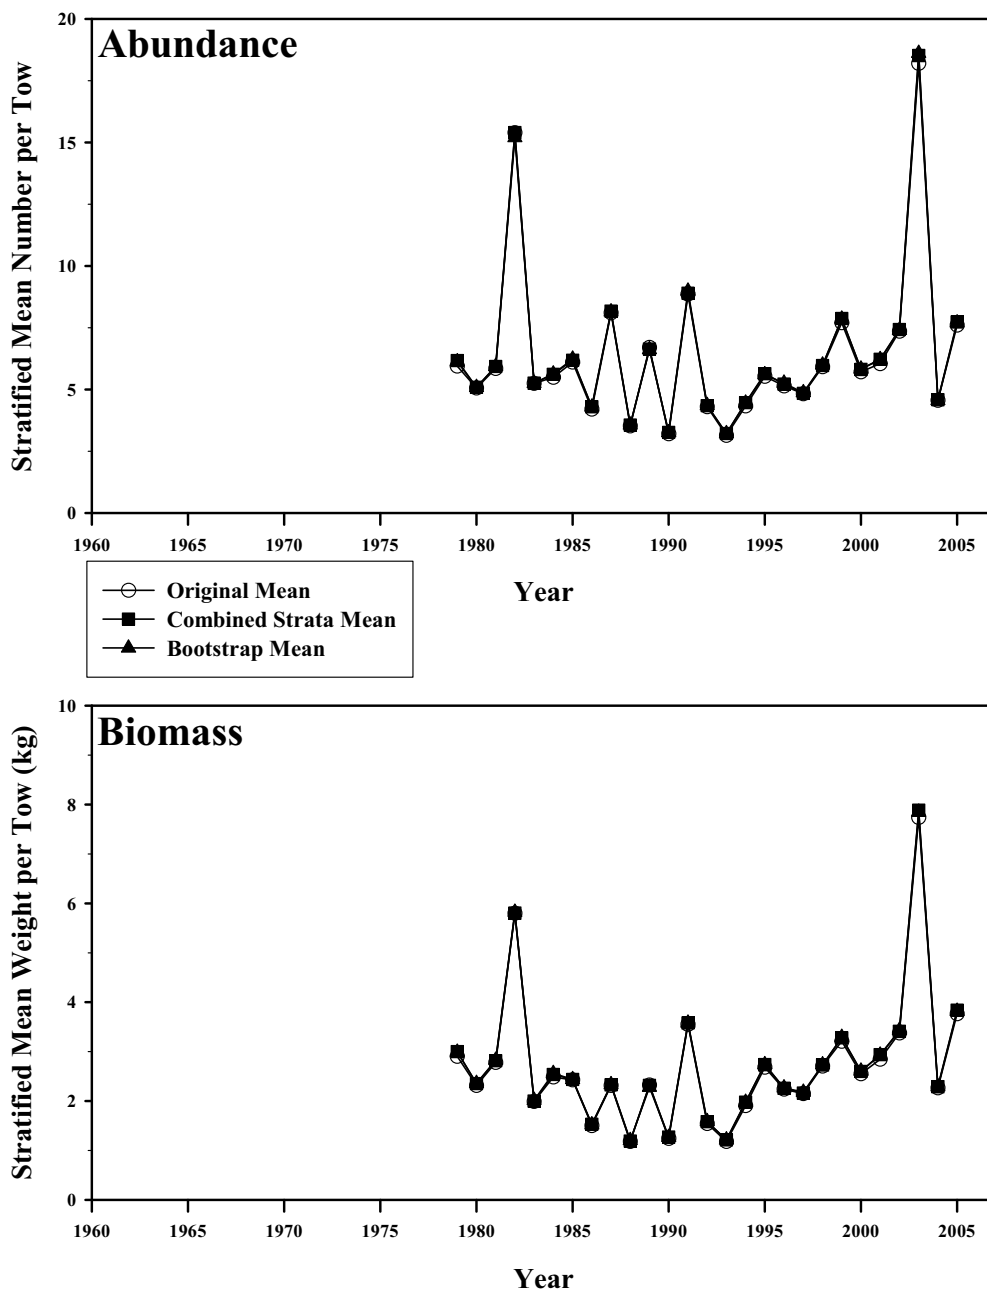 Abundance
Stratified Mean Number per Tow
20
15
10
5
0
1960 1965 1970 1975 1980 1985 1990 1995 2000 2005
Year
Original Mean
Combined Strata Mean
Bootstrap Mean
Biomass
Stratified Mean Weight per Tow (kg)
10
8
6
4
2
0
1960 1965 1970 1975 1980 1985 1990 1995 2000 2005
Year